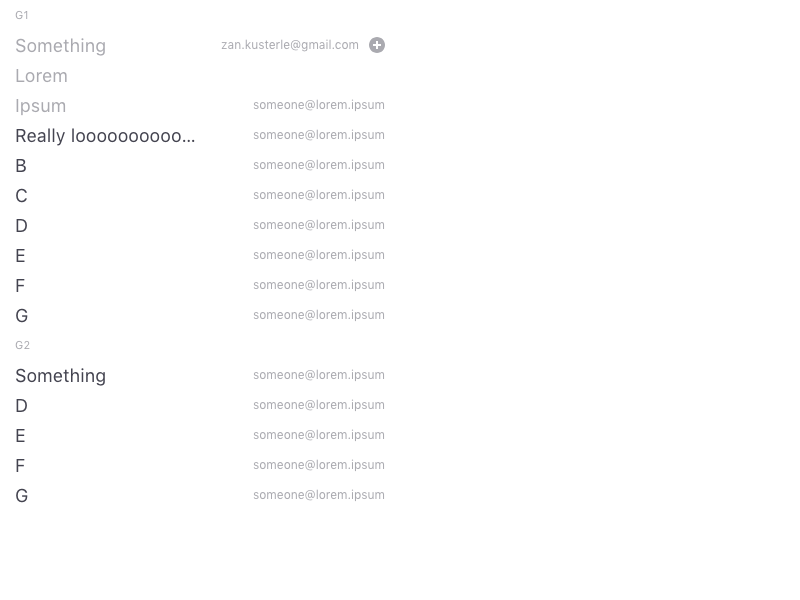 G1
Something zan.kusterle@gmail.com
Lorem
Ipsum someone@lorem.ipsum
Really loooooooooo... someone@lorem.ipsum
B someone@lorem.ipsum
C someone@lorem.ipsum
D someone@lorem.ipsum
E someone@lorem.ipsum
F someone@lorem.ipsum
G someone@lorem.ipsum
G2
Something someone@lorem.ipsum
D someone@lorem.ipsum
E someone@lorem.ipsum
F someone@lorem.ipsum
G someone@lorem.ipsum